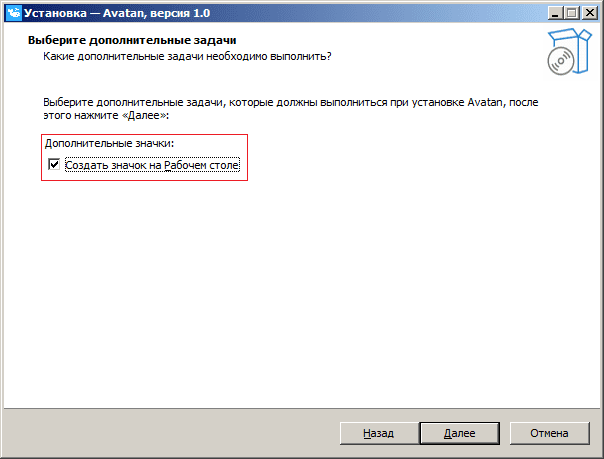 Установка — Avatan, версия 1.0
Выберите дополнительные задачи
Какие дополнительные задачи необходимо выполнить?
Выберите дополнительные задачи, которые должны выполниться при установке Avatan, после
этого нажмите «Далее»:
Дополнительные значки:
Создать значок на Рабочем столе
Назад
Далее
Отмена